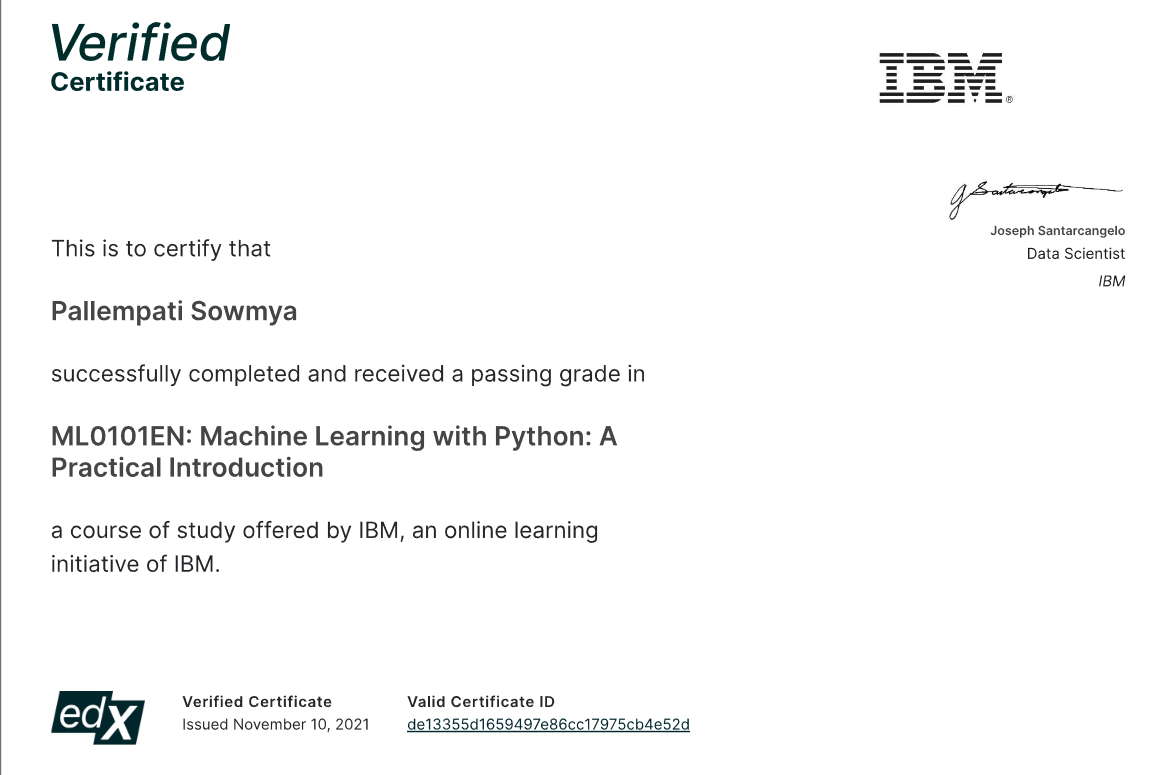 Verified
Certificate
IBM®
J Santarcangelo
Joseph Santarcangelo
Data Scientist
IBM
This is to certify that
Pallempati Sowmya
successfully completed and received a passing grade in
ML0101EN: Machine Learning with Python: A
Practical Introduction
a course of study offered by IBM, an online learning
initiative of IBM.
edX
Verified Certificate
Issued November 10, 2021
Valid Certificate ID
de13355d1659497e86cc17975cb4e52d